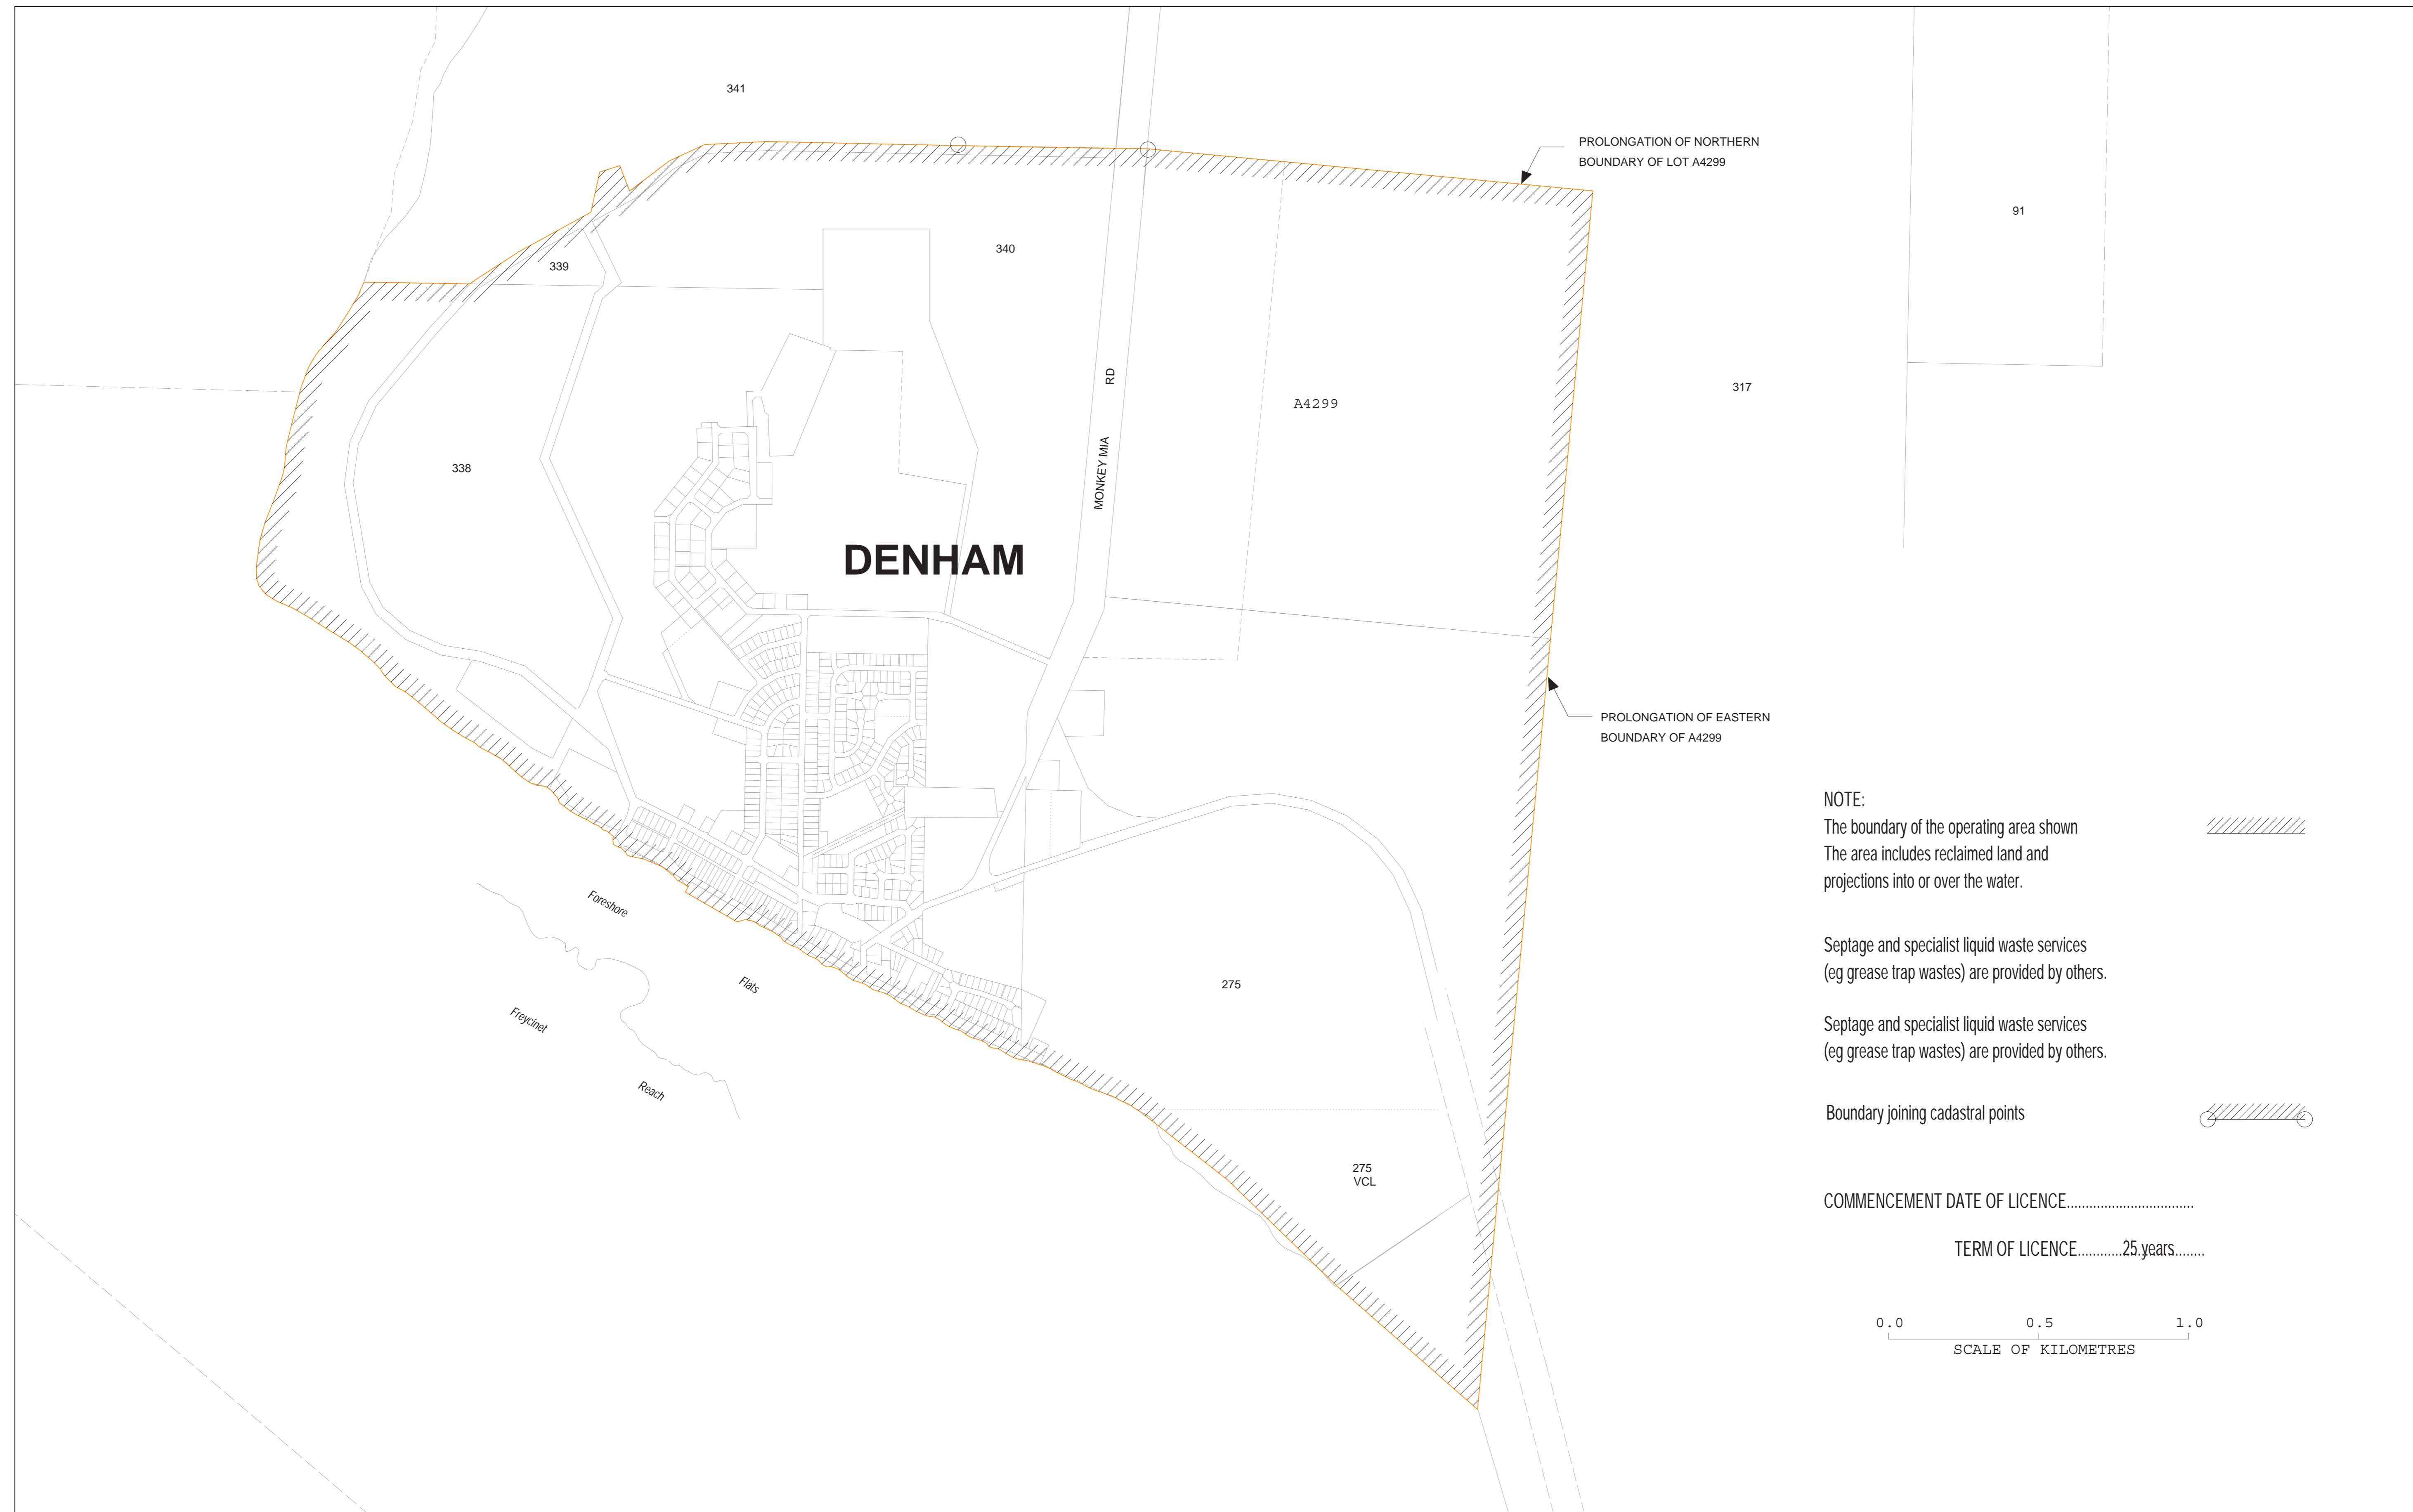 341
PROLONGATION OF NORTHERN
BOUNDARY OF LOT A4299
91
340
339
RD
317
A4299
MONKEY MIA
338
DENHAM
PROLONGATION OF EASTERN
BOUNDARY OF A4299
NOTE:
The boundary of the operating area shown
The area includes reclaimed land and
projections into or over the water.
Foreshore
Flats
Freycinet
Reach
275
Septage and specialist liquid waste services
(eg grease trap wastes) are provided by others.
Septage and specialist liquid waste services
(eg grease trap wastes) are provided by others.
Boundary joining cadastral points
275
VCL
COMMENCEMENT DATE OF LICENCE..................................
TERM OF LICENCE............25 years........
0.0 0.5 1.0
SCALE OF KILOMETRES